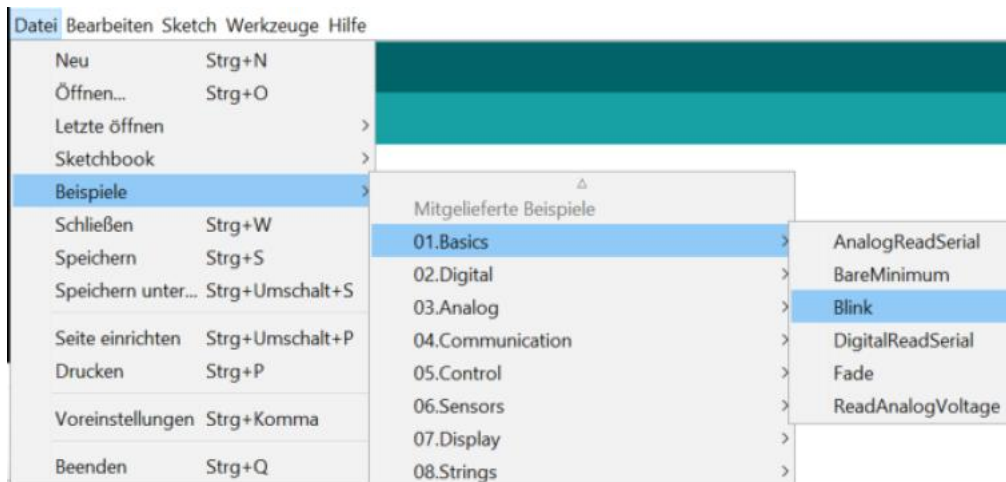 Datei Bearbeiten Sketch Werkzeuge Hilfe
Neu Strg+N
Öffnen... Strg+O
Letzte öffnen
Sketchbook
Beispiele
Schließen Strg+W
Speichern Strg+S
Speichern unter... Strg+Umschalt+S
Seite einrichten Strg+Umschalt+P
Drucken Strg+P
Voreinstellungen Strg+Komma
Beenden Strg+Q
Mitgelieferte Beispiele
01.Basics
02.Digital
03.Analog
04.Communication
05.Control
06.Sensors
07.Display
08.Strings
AnalogReadSerial
BareMinimum
Blink
DigitalReadSerial
Fade
ReadAnalogVoltage